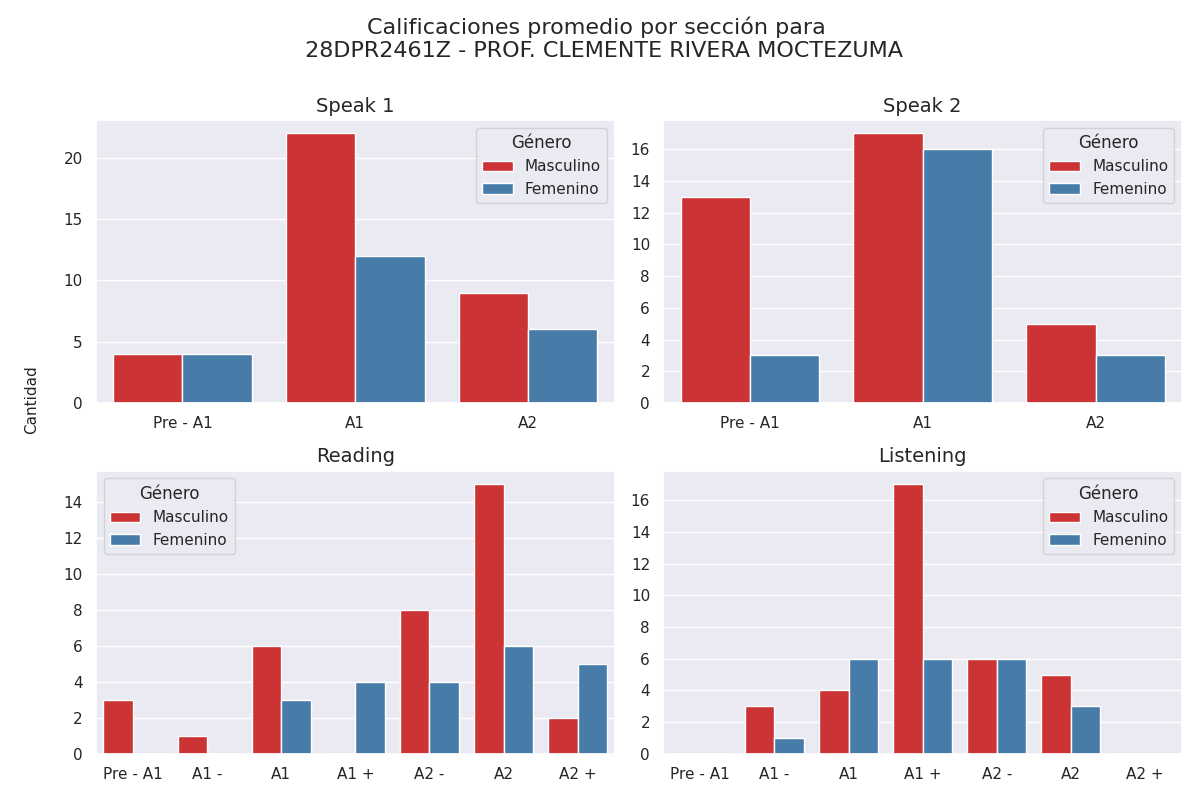 Calificaciones promedio por sección para
28DPR2461Z - PROF. CLEMENTE RIVERA MOCTEZUMA
Cantidad
Speak 1
Género
Masculino
Femenino
20
15
10
5
0
Pre - A1 A1 A2
Speak 2
Género
Masculino
Femenino
16
14
12
10
8
6
4
2
0
Pre - A1 A1 A2
Reading
Género
Masculino
Femenino
14
12
10
8
6
4
2
0
Pre - A1 A1 - A1 A1 + A2 - A2 A2 +
Listening
Género
Masculino
Femenino
16
14
12
10
8
6
4
2
0
Pre - A1 A1 - A1 A1 + A2 - A2 A2 +